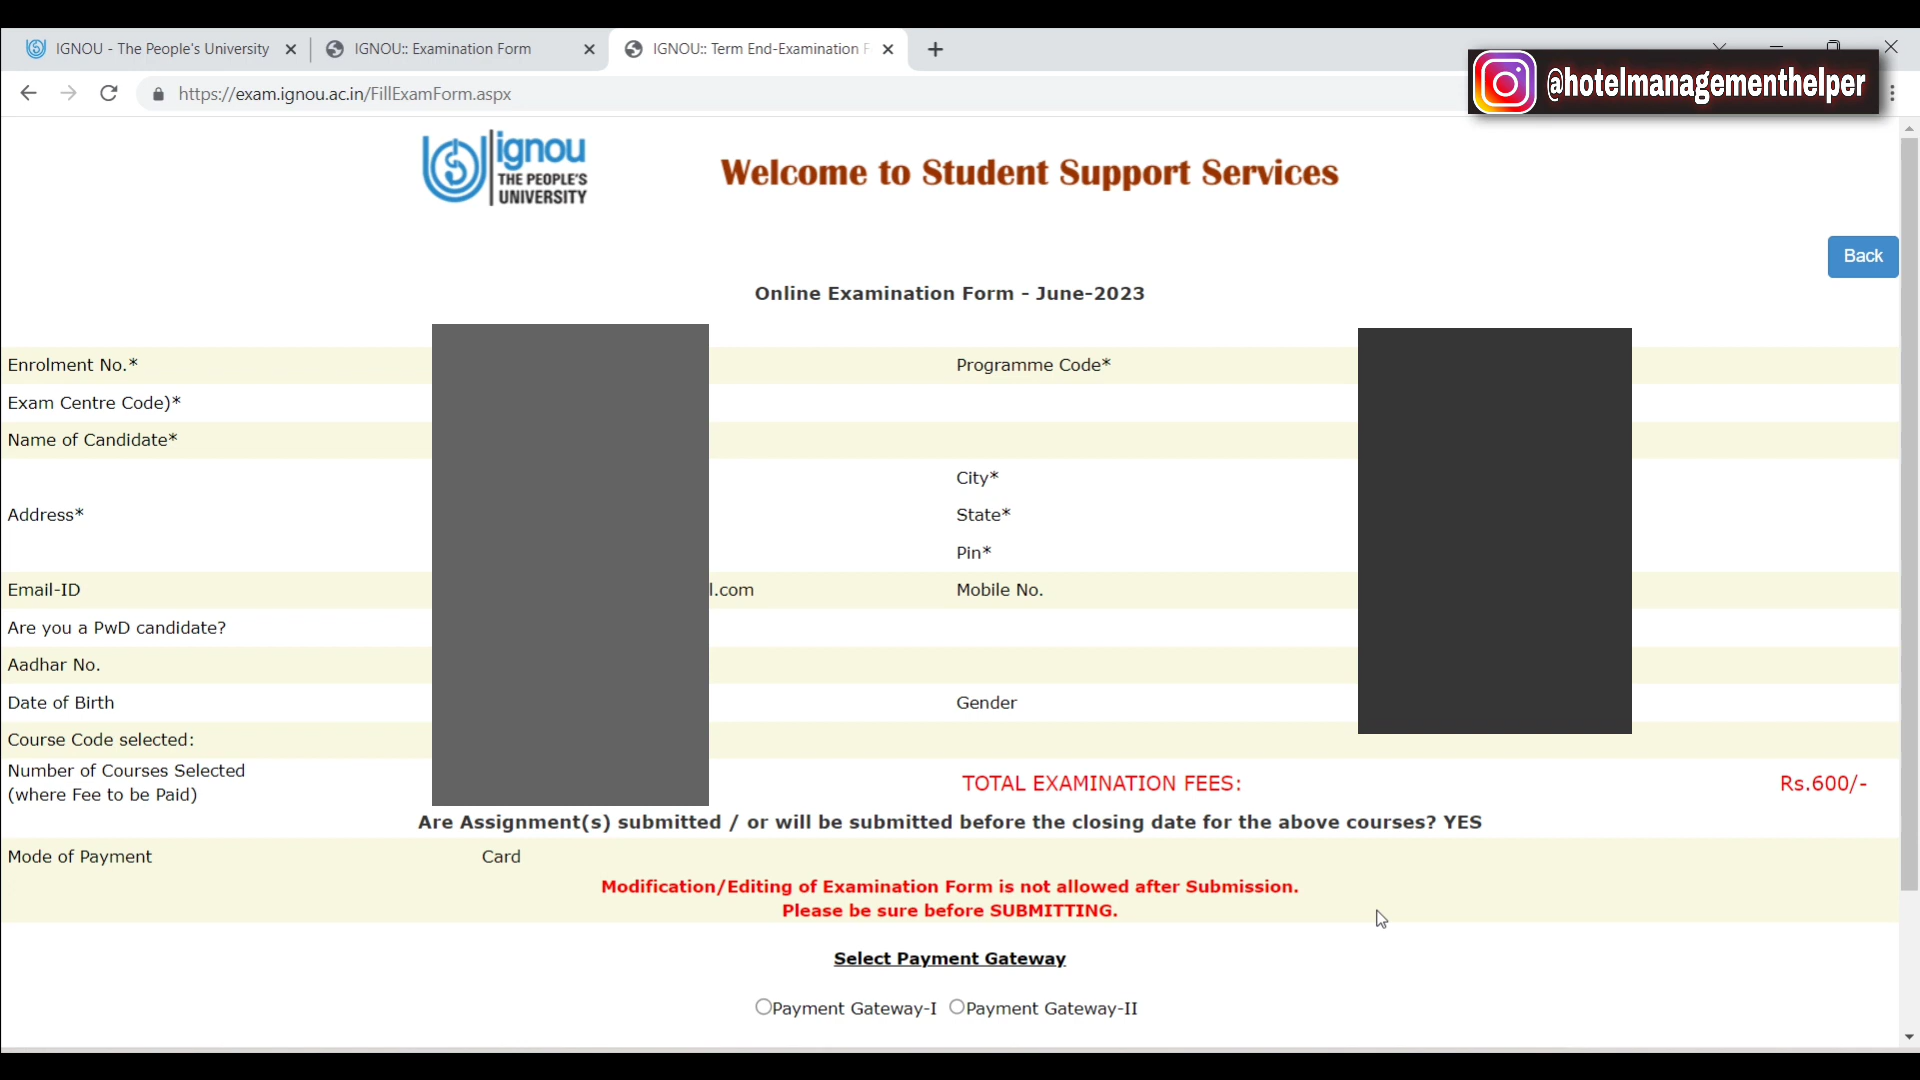 IGNOU - The People's University
IGNOU:: Examination Form
IGNOU:: Term End-Examination F
https://exam.ignou.ac.in/FillExamForm.aspx
@hotelmanagementhelper
ignou
THE PEOPLE'S
UNIVERSITY
Welcome to Student Support Services
Back
Online Examination Form - June-2023
Enrolment No.* Programme Code*
Exam Centre Code)*
Name of Candidate*
City*
Address* State*
Pin*
Email-ID l.com Mobile No.
Are you a PwD candidate?
Aadhar No.
Date of Birth Gender
Course Code selected:
Number of Courses Selected
(where Fee to be Paid) TOTAL EXAMINATION FEES: Rs.600/-
Are Assignment(s) submitted / or will be submitted before the closing date for the above courses? YES
Mode of Payment Card
Modification/Editing of Examination Form is not allowed after Submission.
Please be sure before SUBMITTING.
Select Payment Gateway
Payment Gateway-I Payment Gateway-II